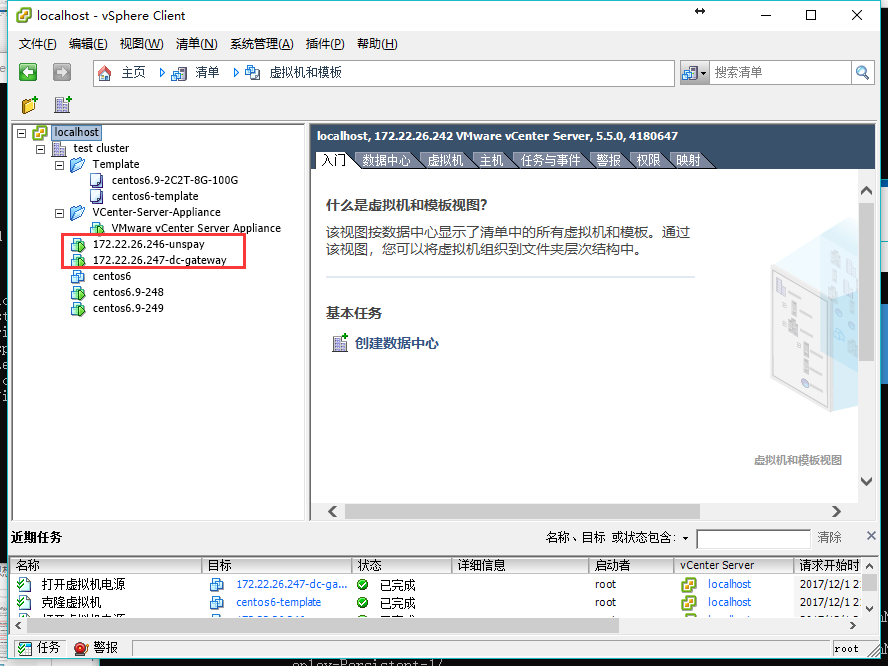 localhost - vSphere Client
文件(F) 编辑(E) 视图(W) 清单(N) 系统管理(A) 插件(P) 帮助(H)
主页 清单 虚拟机和模板 搜索清单
localhost
test cluster
Template
centos6.9-2C2T-8G-100G
centos6-template
VCenter-Server-Appliance
VMware vCenter Server Appliance
172.22.26.246-unspay
172.22.26.247-dc-gateway
centos6
centos6.9-248
centos6.9-249
localhost, 172.22.26.242 VMware vCenter Server, 5.5.0, 4180647
入门 数据中心 虚拟机 主机 任务与事件 警报 权限 映射
什么是虚拟机和模板视图?
该视图按数据中心显示了清单中的所有虚拟机和模板。通过
该视图，您可以将虚拟机组织到文件夹层次结构中。
基本任务
创建数据中心
虚拟机和模板视图
近期任务 名称、目标 或状态包含: 清除
名称 目标 状态 详细信息 启动者 vCenter Server 请求开始时
打开虚拟机电源 172.22.26.247-dc-ga... 已完成 root localhost 2017/12/1 2
克隆虚拟机 centos6-template 已完成 root localhost 2017/12/1 2
任务 警报 root